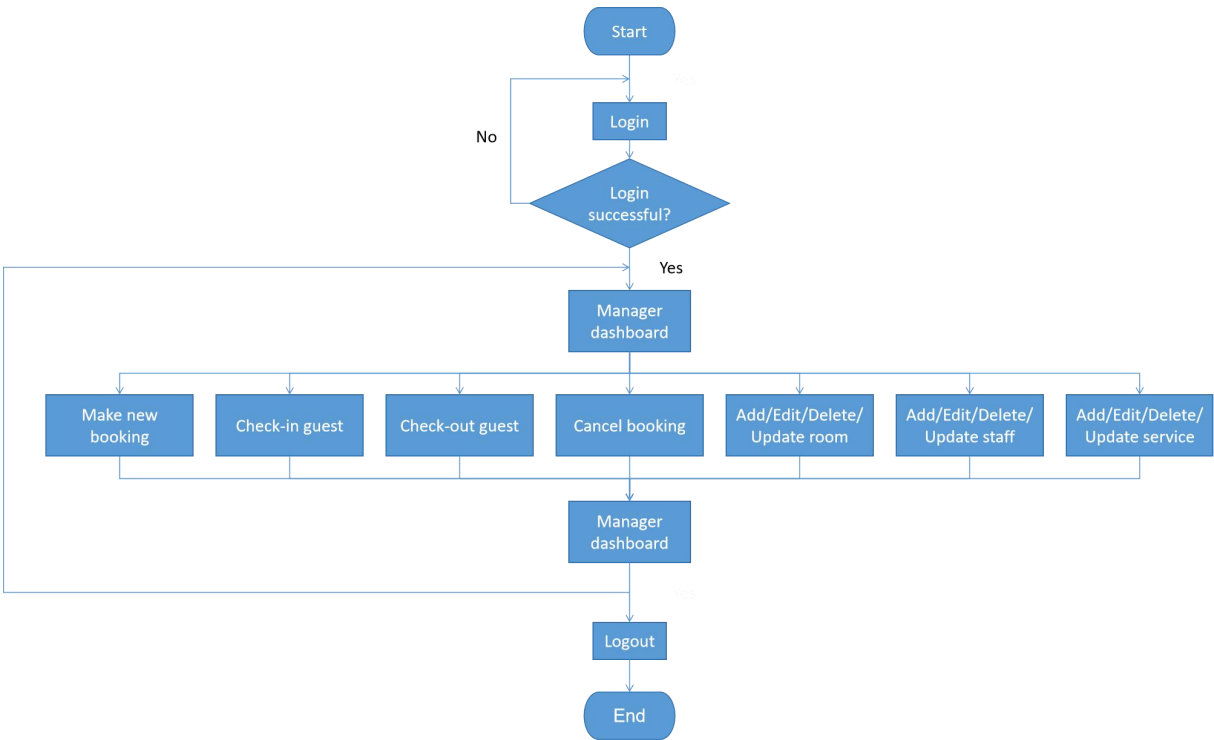 Start
Yes
Login
No
Login
successful?
Yes
Manager
dashboard
Make new
booking
Check-in guest
Check-out guest
Cancel booking
Add/Edit/Delete/
Update room
Add/Edit/Delete/
Update staff
Add/Edit/Delete/
Update service
Manager
dashboard
Yes
Logout
End